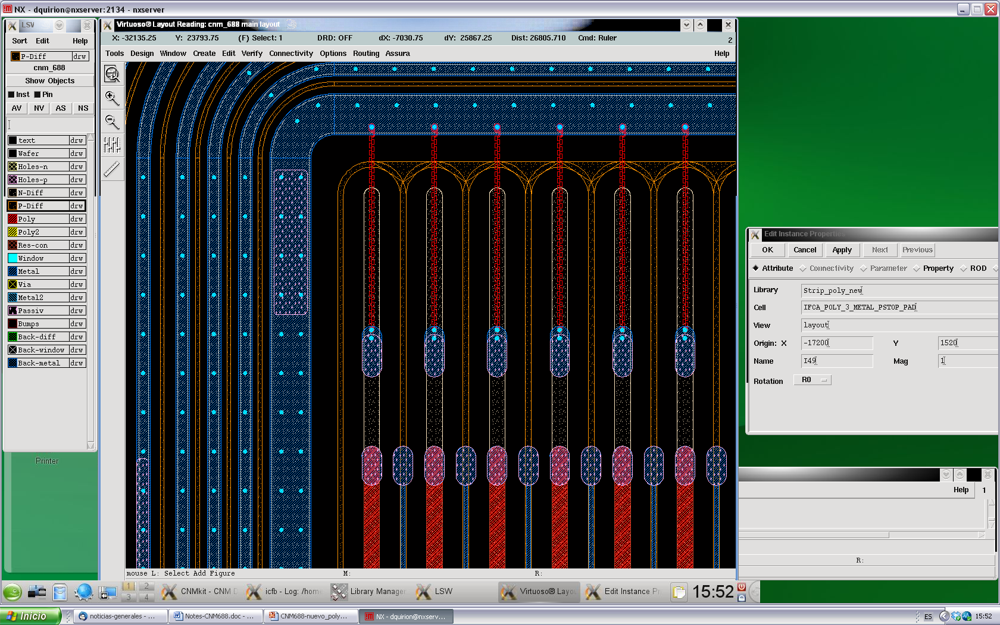 NX - dquirion@nxserver:2134 - nxserver
LSW
Sort Edit Help
P-Diff drw
cnm_688
Show Objects
Inst Pin
AV NV AS NS
text drw
Wafer drw
Holes-n drw
Holes-p drw
N-Diff drw
P-Diff drw
Poly drw
Poly2 drw
Res-con drw
Window drw
Metal drw
Via drw
Metal2 drw
Passiv drw
Bumps drw
Back-diff drw
Back-window drw
Back-metal drw
Printer
Virtuoso® Layout Reading: cnm_688 main layout
X: -32135.25 Y: 23793.75 (F) Select: 1 DRD: OFF dX: -7030.75 dY: 25867.25 Dist: 26805.710 Cmd: Ruler 2
Tools Design Window Create Edit Verify Connectivity Options Routing Assura Help
mouse L: Select Add Figure M: R:
Edit Instance Properties
OK Cancel Apply Next Previous
Attribute Connectivity Parameter Property ROD
Library Strip_poly_new
Cell IFCA_POLY_3_METAL_PSTOP_PAD
View layout
Origin: X -17200 Y 1520
Name I49 Mag 1
Rotation R0
Help 1
R:
1 2
3 4
CNMkit - CNM D
icfb - Log: /home
Library Manager
LSW
Virtuoso® Layou
Edit Instance Pr
15:52
Inicio
noticias-generales - ...
Notes-CNM688.doc - ...
CNM688-nuevo_poly...
NX - dquirion@nxserv...
ES
15:52